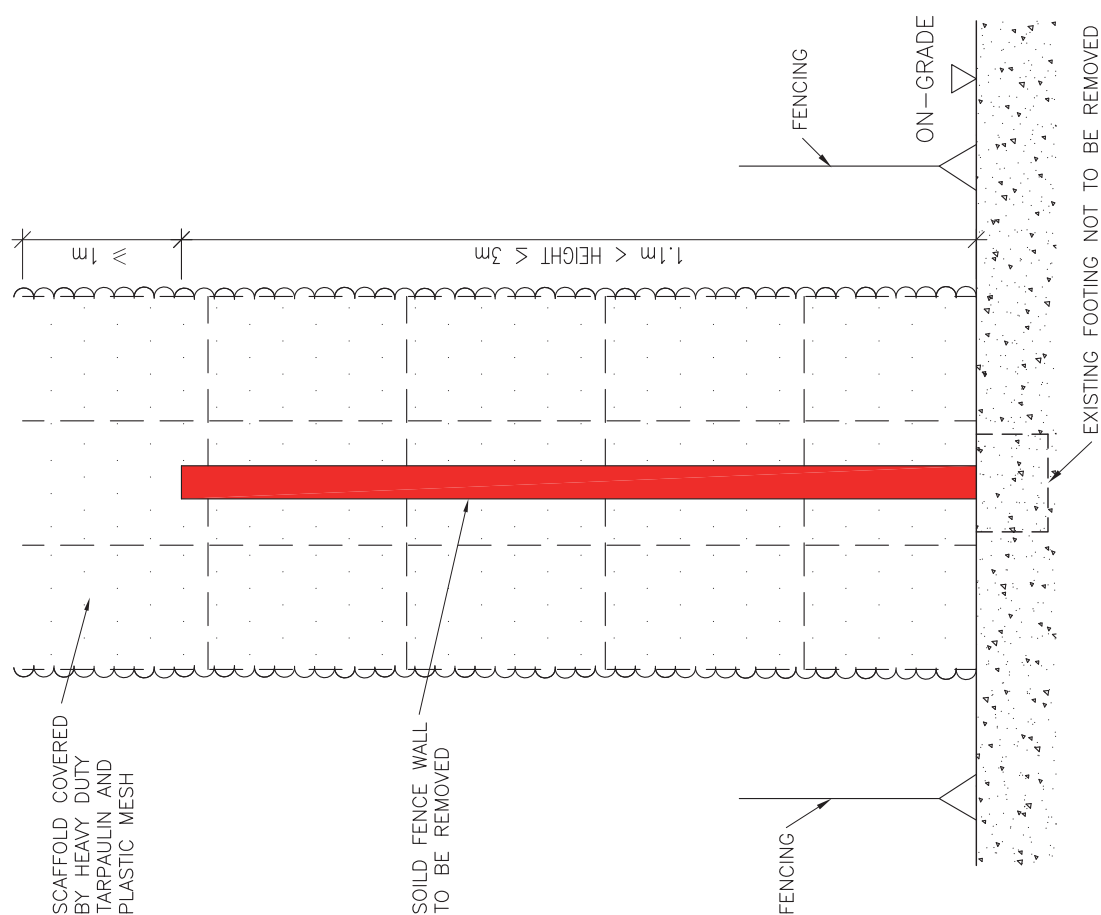 SCAFFOLD COVERED
BY HEAVY DUTY
TARPAULIN AND
PLASTIC MESH
≥ 1m
SOILD FENCE WALL
TO BE REMOVED
1.1m < HEIGHT ≤ 3m
FENCING
FENCING
ON-GRADE
EXISTING FOOTING NOT TO BE REMOVED